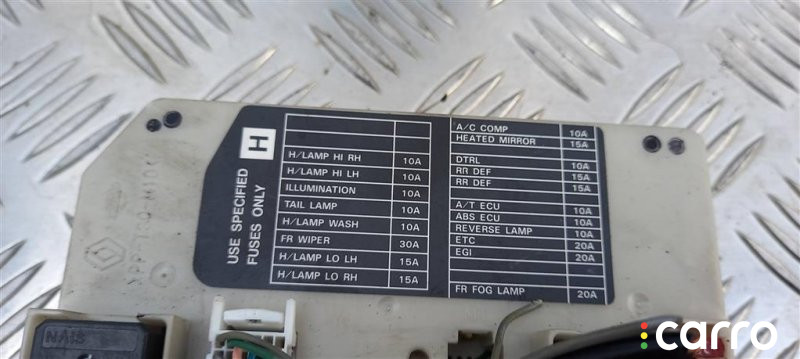 H
USE SPECIFIED
FUSES ONLY
H/LAMP HI RH 10A
H/LAMP HI LH 10A
ILLUMINATION 10A
TAIL LAMP 10A
H/LAMP WASH 10A
FR WIPER 30A
H/LAMP LO LH 15A
H/LAMP LO RH 15A
A/C COMP 10A
HEATED MIRROR 15A
DTRL 15A
RR DEF 15A
RR DEF 15A
A/T ECU 10A
ABS ECU 10A
REVERSE LAMP 10A
ETC 20A
EGI 20A
FR FOG LAMP 20A
NAIS
carro